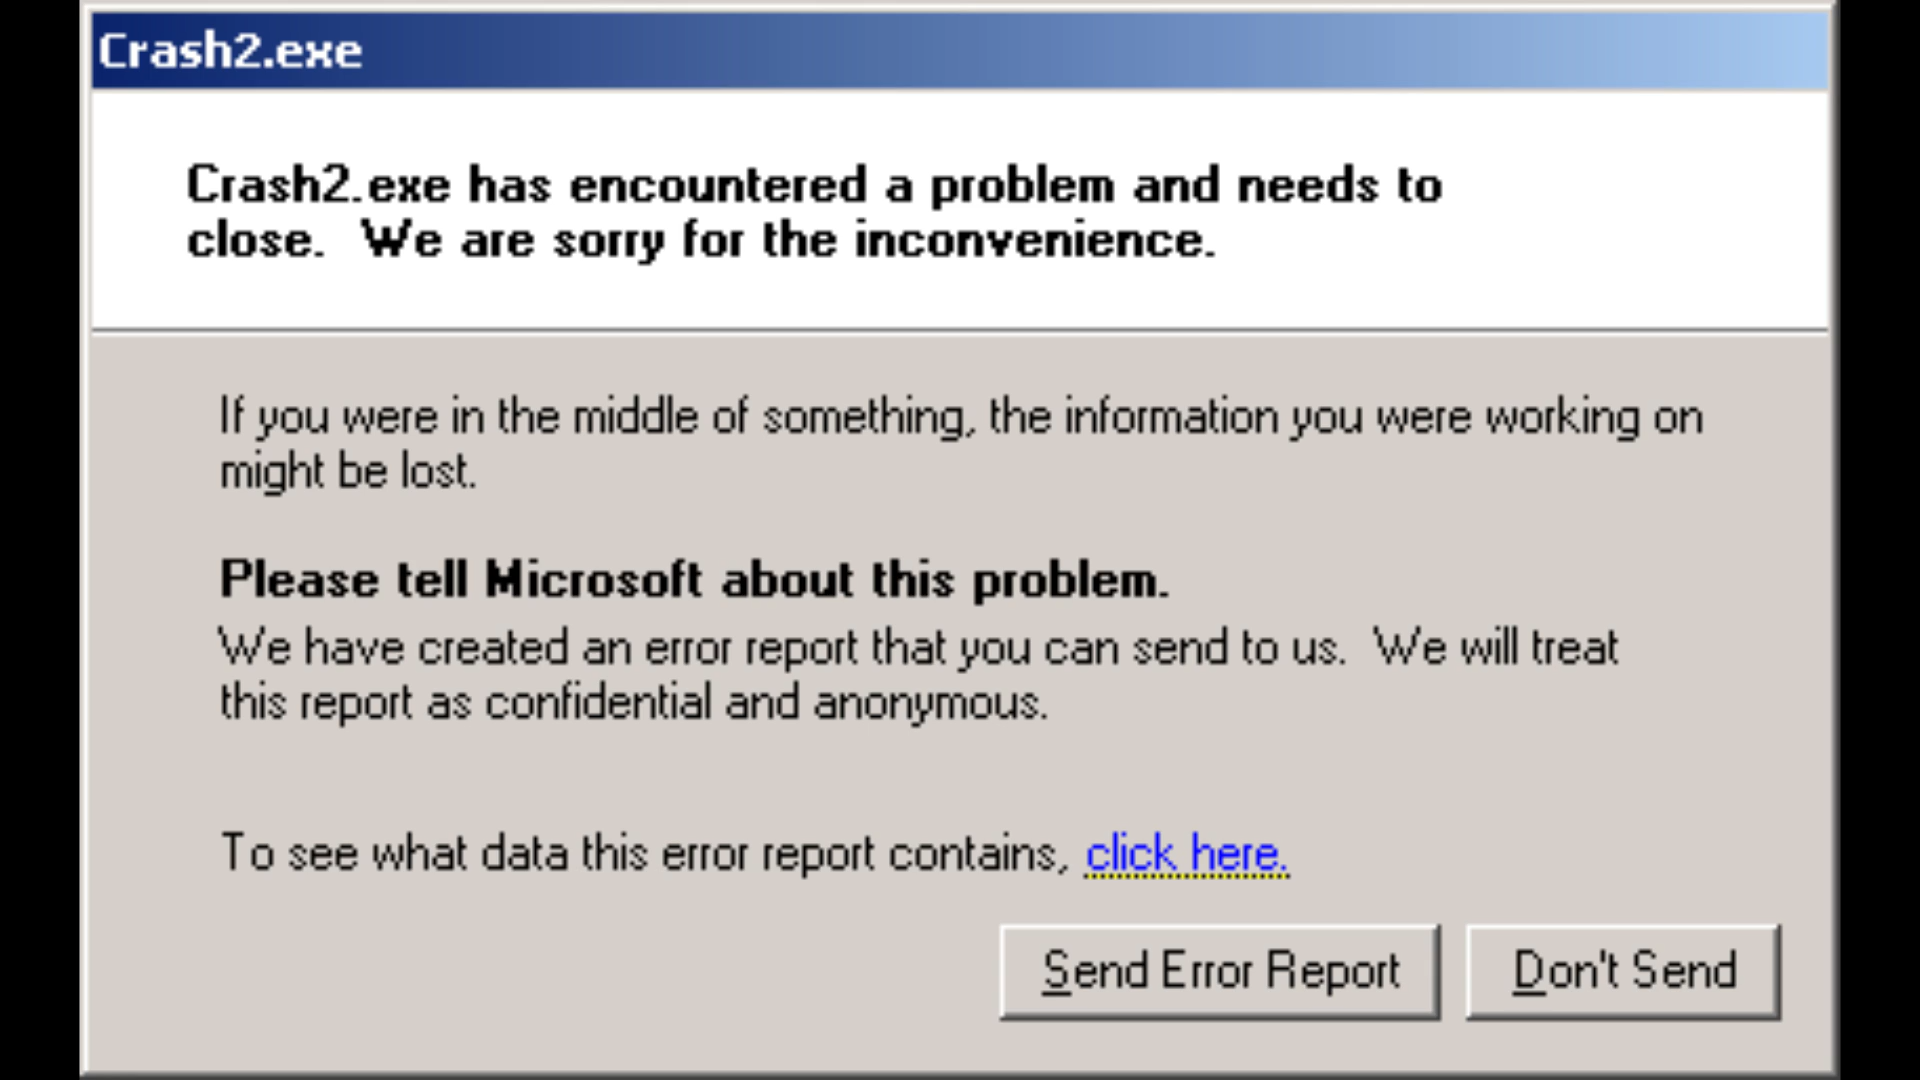 Crash2.exe
Crash2.exe has encountered a problem and needs to
close.  We are sorry for the inconvenience.
If you were in the middle of something, the information you were working on
might be lost.
Please tell Microsoft about this problem.
We have created an error report that you can send to us.  We will treat
this report as confidential and anonymous.
To see what data this error report contains, click here.
Send Error Report
Don't Send